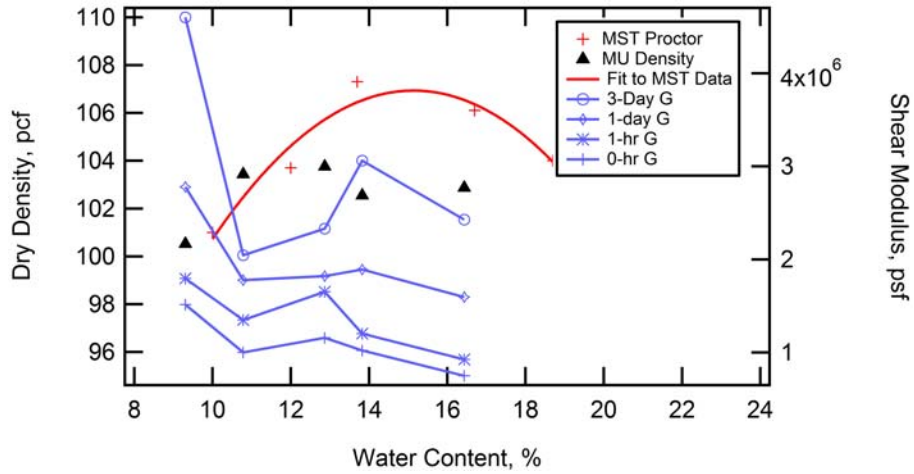 110
108
106
104
102
100
98
96
Dry Density, pcf
MST Proctor
MU Density
Fit to MST Data
3-Day G
1-day G
1-hr G
0-hr G
4x10⁶
3
2
1
Shear Modulus, psf
8 10 12 14 16 18 20 22 24
Water Content, %